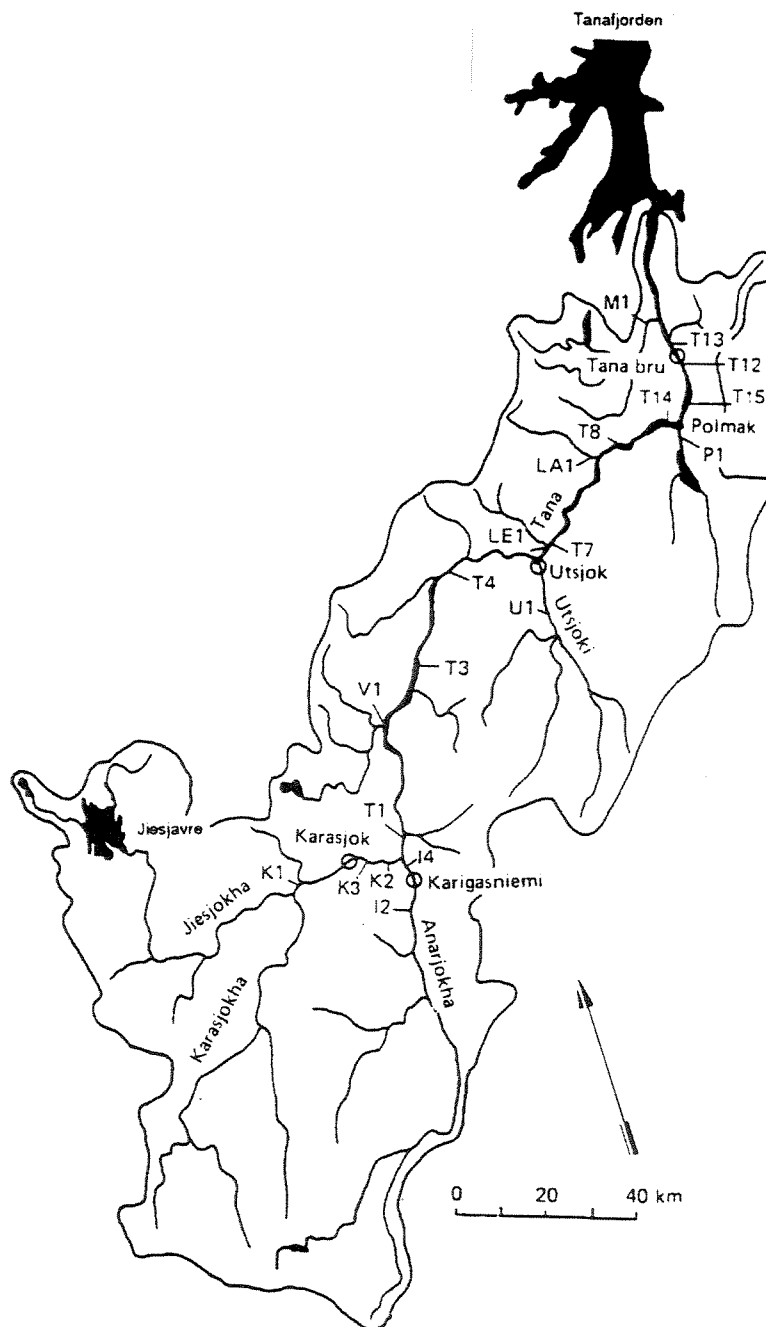 Tanafjorden
M1
T13
Tana bru
T12
T14
T15
T8
Polmak
LA1
P1
Tana
LE1
T7
Utsjok
T4
U1
Utsjoki
T3
V1
Jiesjavre
T1
Karasjok
I4
K1
K3
K2
Karigasniemi
I2
Jiesjokha
Anarjokha
Karasjokha
0 20 40 km